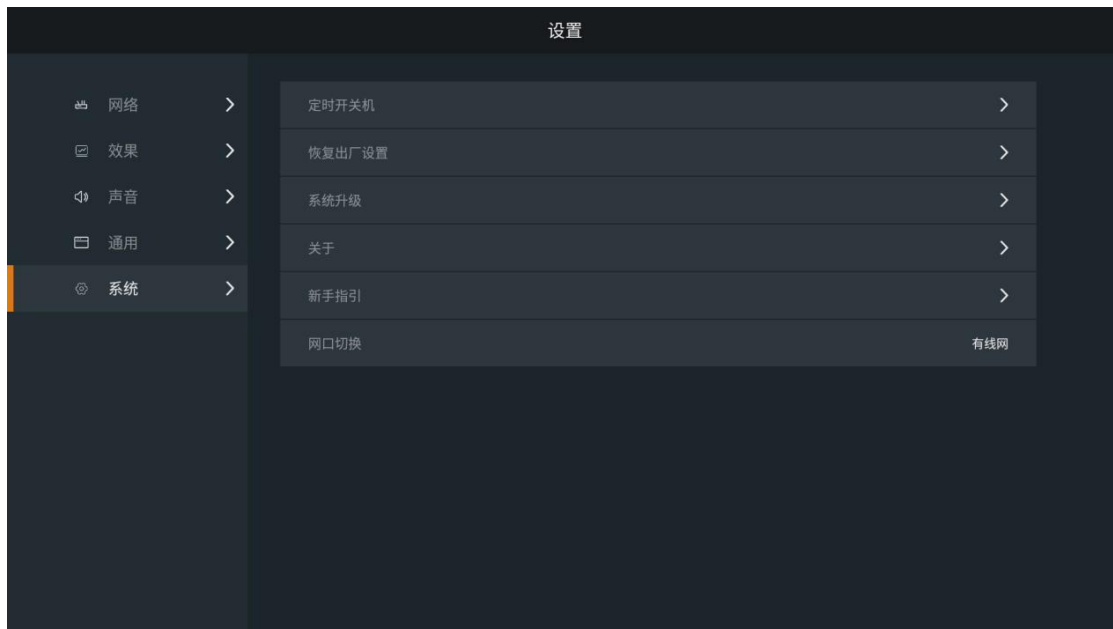 设置
网络
效果
声音
通用
系统
定时开关机
恢复出厂设置
系统升级
关于
新手指引
网口切换 有线网